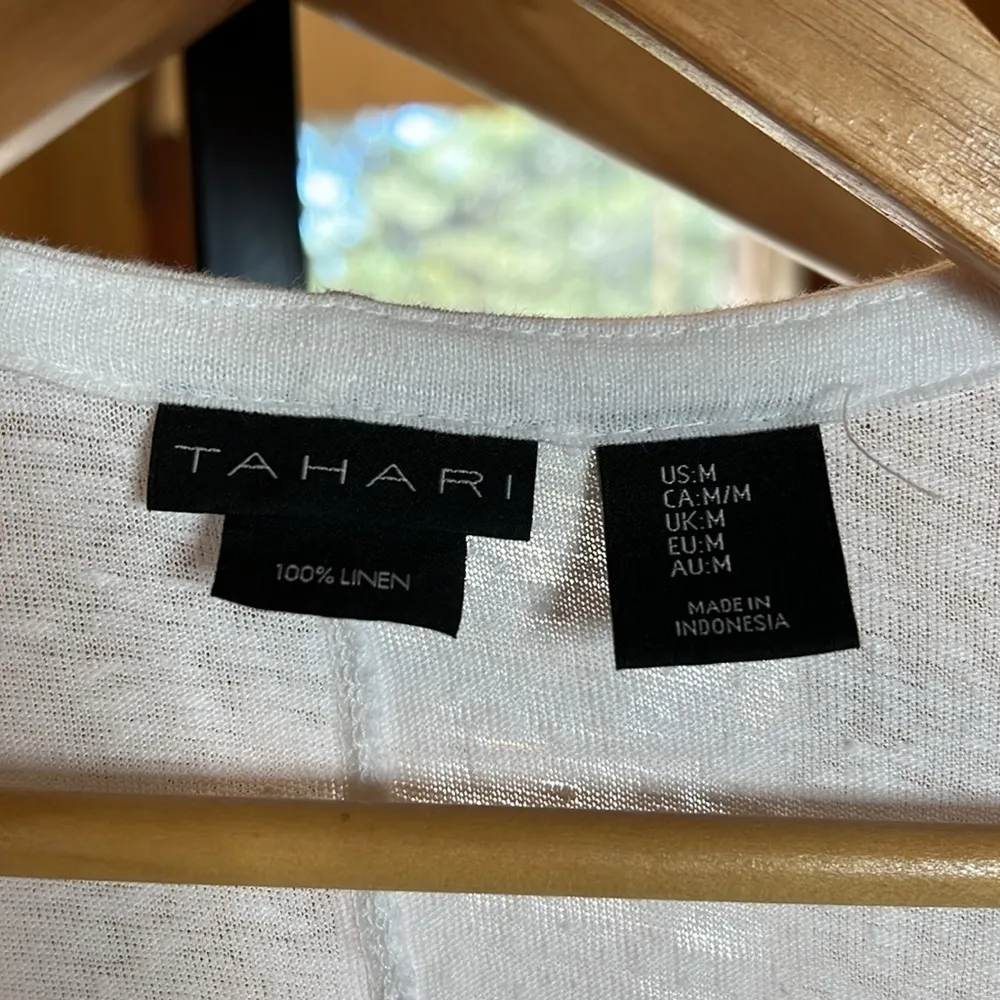 TAHARI
100% LINEN
US:M
CA:M/M
UK:M
EU:M
AU:M
MADE IN
INDONESIA